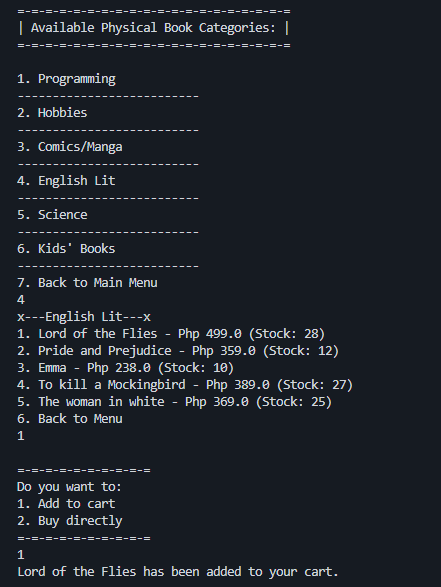 =-=-=-=-=-=-=-=-=-=-=-=-=-=-=-=-=-=-=-=
| Available Physical Book Categories: |
=-=-=-=-=-=-=-=-=-=-=-=-=-=-=-=-=-=-=-=

1. Programming
--------------------------
2. Hobbies
--------------------------
3. Comics/Manga
--------------------------
4. English Lit
--------------------------
5. Science
--------------------------
6. Kids' Books
--------------------------
7. Back to Main Menu
4
x---English Lit---x
1. Lord of the Flies - Php 499.0 (Stock: 28)
2. Pride and Prejudice - Php 359.0 (Stock: 12)
3. Emma - Php 238.0 (Stock: 10)
4. To kill a Mockingbird - Php 389.0 (Stock: 27)
5. The woman in white - Php 369.0 (Stock: 25)
6. Back to Menu
1

=-=-=-=-=-=-=-=-=-=
Do you want to:
1. Add to cart
2. Buy directly
=-=-=-=-=-=-=-=-=-=
1
Lord of the Flies has been added to your cart.